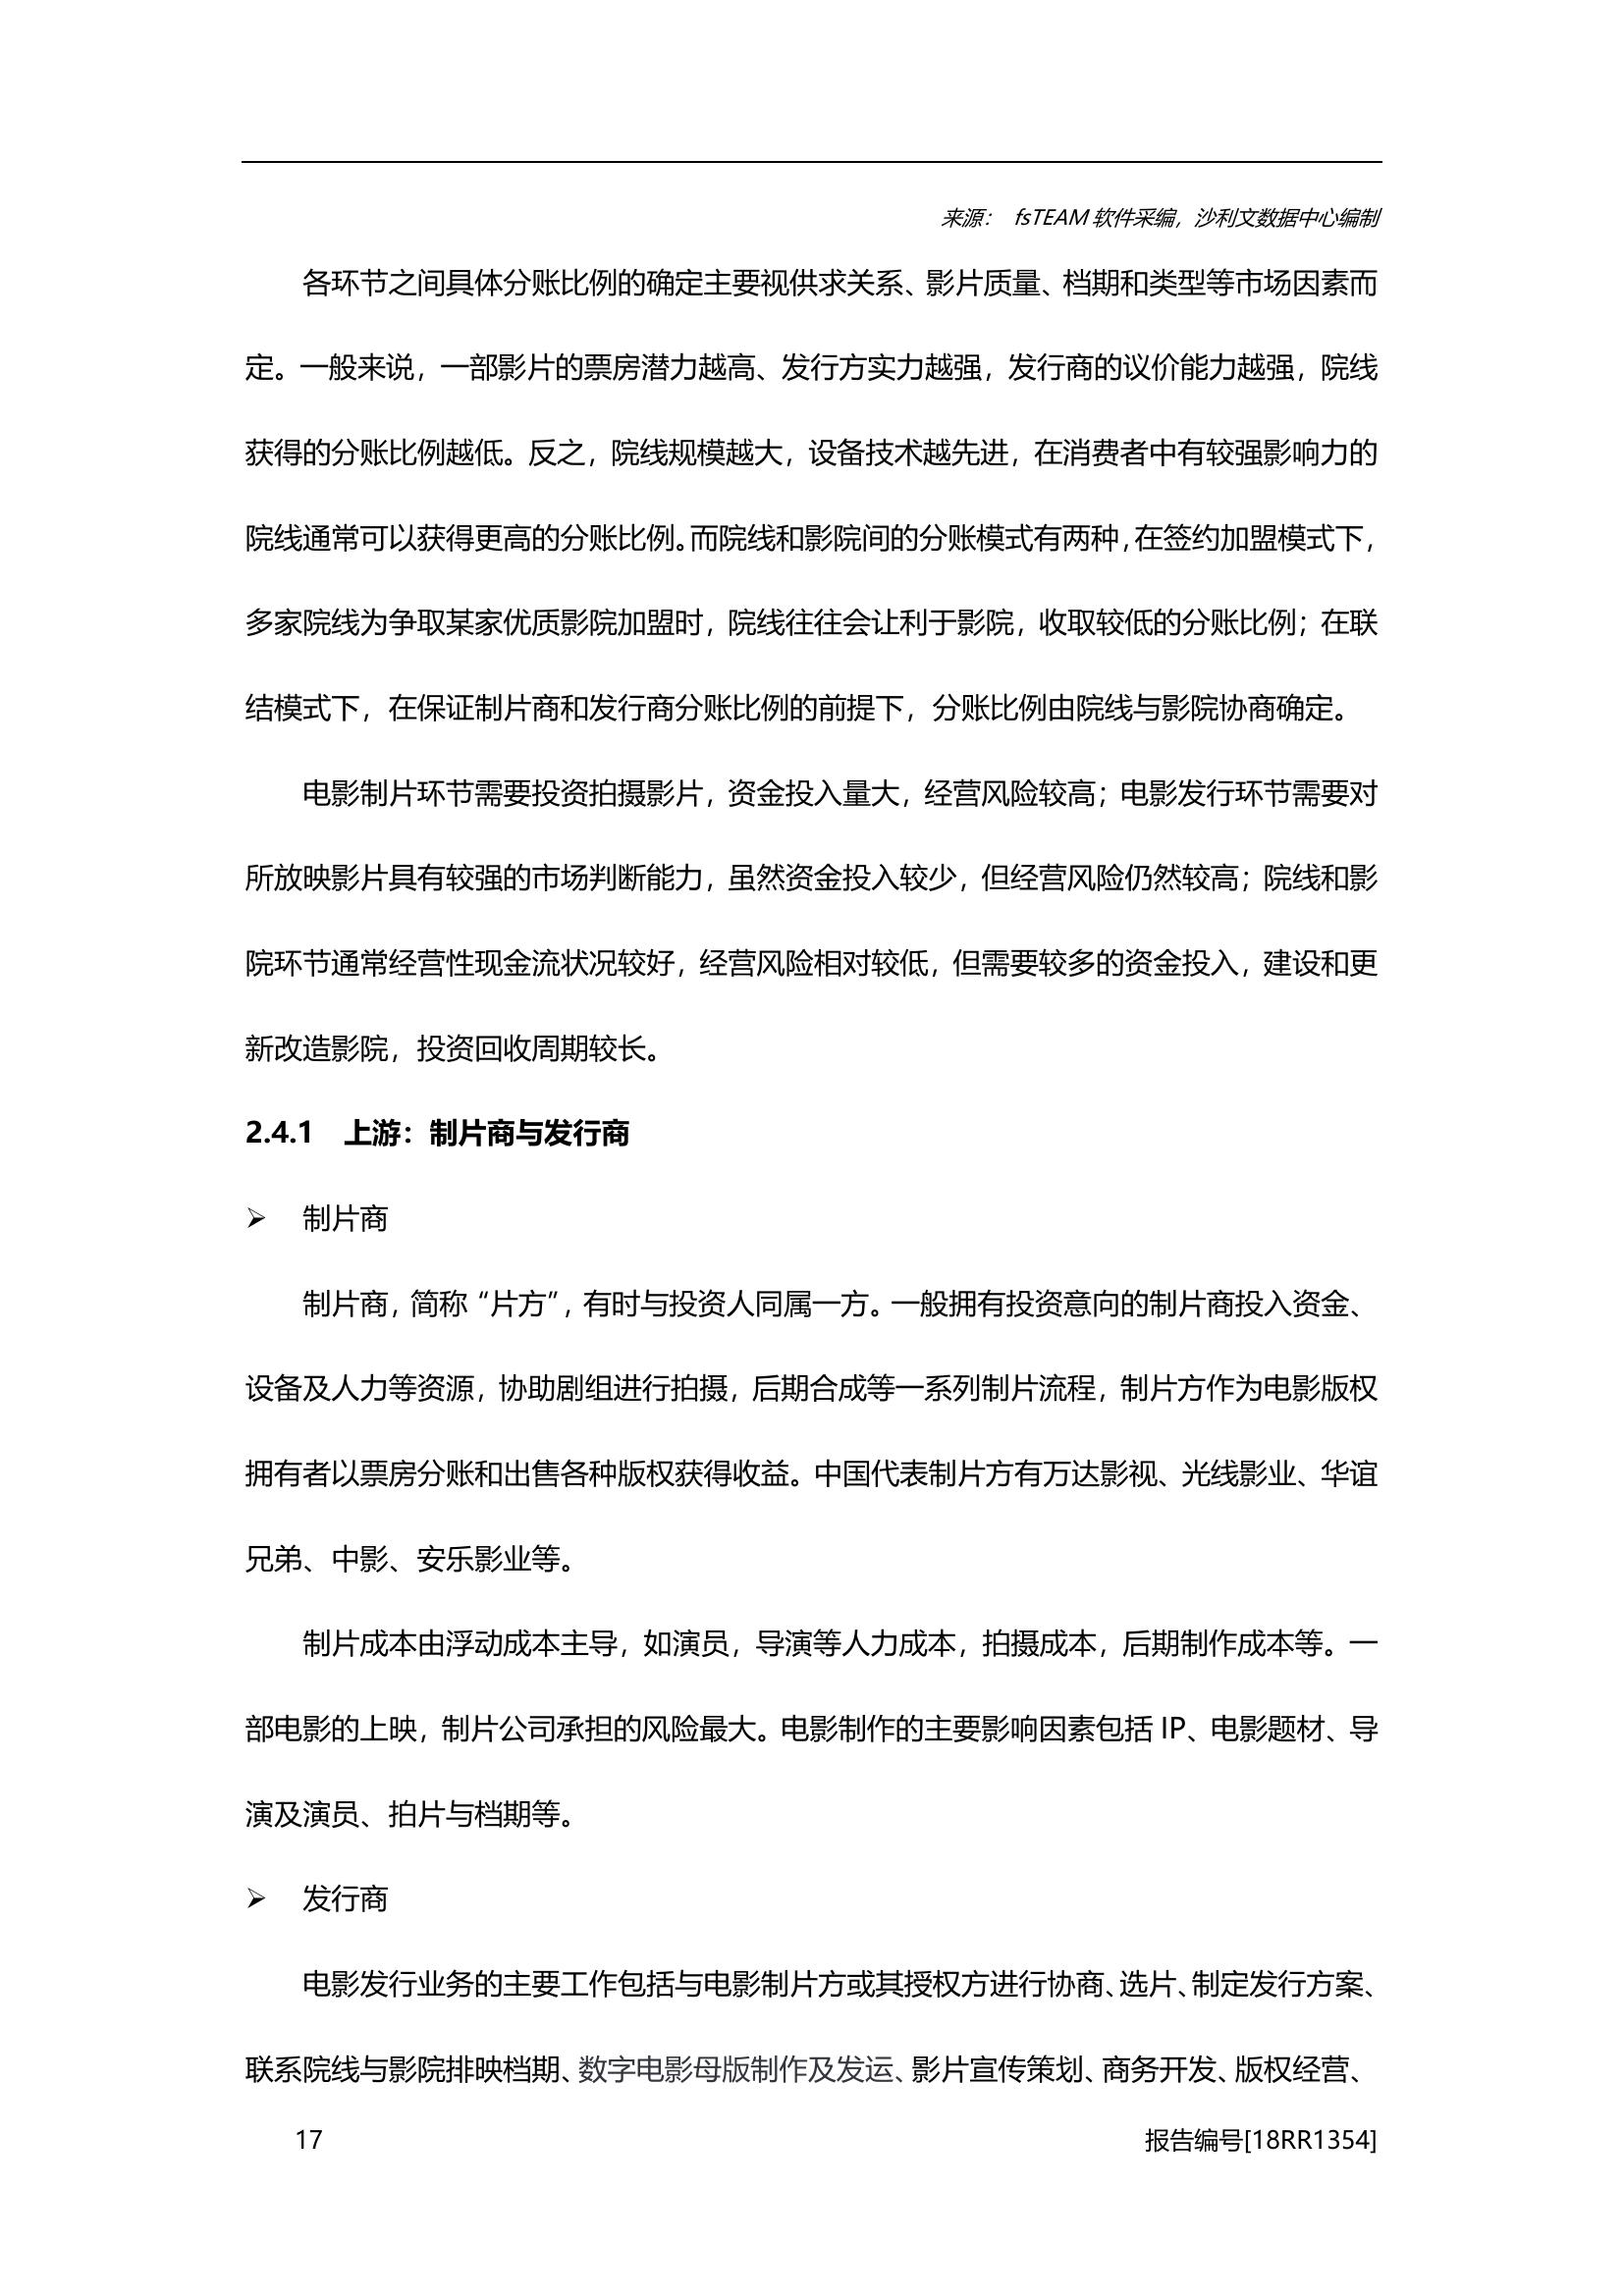 来源： fsTEAM 软件采编，沙利文数据中心编制
各环节之间具体分账比例的确定主要视供求关系、影片质量、档期和类型等市场因素而
定。一般来说，一部影片的票房潜力越高、发行方实力越强，发行商的议价能力越强，院线
获得的分账比例越低。反之，院线规模越大，设备技术越先进，在消费者中有较强影响力的
院线通常可以获得更高的分账比例。而院线和影院间的分账模式有两种，在签约加盟模式下，
多家院线为争取某家优质影院加盟时，院线往往会让利于影院，收取较低的分账比例；在联
结模式下，在保证制片商和发行商分账比例的前提下，分账比例由院线与影院协商确定。
电影制片环节需要投资拍摄影片，资金投入量大，经营风险较高；电影发行环节需要对
所放映影片具有较强的市场判断能力，虽然资金投入较少，但经营风险仍然较高；院线和影
院环节通常经营性现金流状况较好，经营风险相对较低，但需要较多的资金投入，建设和更
新改造影院，投资回收周期较长。
2.4.1 上游：制片商与发行商
➢ 制片商
制片商，简称“片方”，有时与投资人同属一方。一般拥有投资意向的制片商投入资金、
设备及人力等资源，协助剧组进行拍摄，后期合成等一系列制片流程，制片方作为电影版权
拥有者以票房分账和出售各种版权获得收益。中国代表制片方有万达影视、光线影业、华谊
兄弟、中影、安乐影业等。
制片成本由浮动成本主导，如演员，导演等人力成本，拍摄成本，后期制作成本等。一
部电影的上映，制片公司承担的风险最大。电影制作的主要影响因素包括 IP、电影题材、导
演及演员、拍片与档期等。
➢ 发行商
电影发行业务的主要工作包括与电影制片方或其授权方进行协商、选片、制定发行方案、
联系院线与影院排映档期、数字电影母版制作及发运、影片宣传策划、商务开发、版权经营、
17 报告编号[18RR1354]